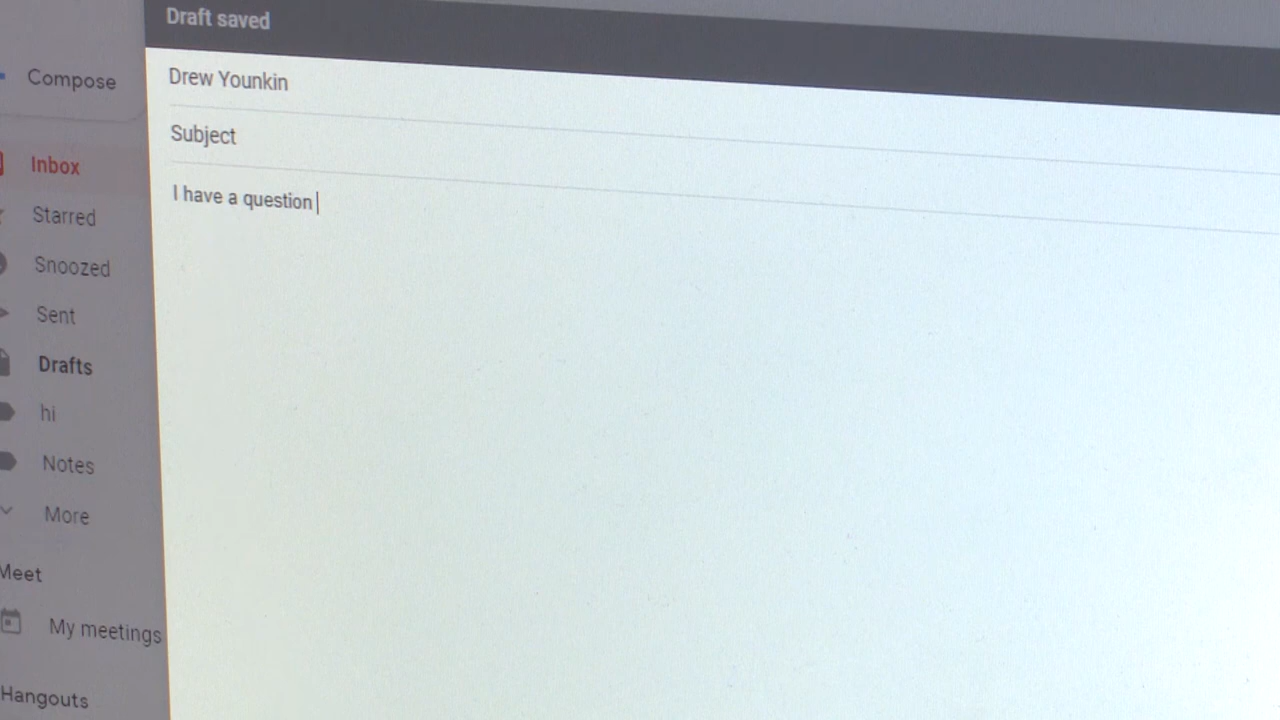 Draft saved
Drew Younkin
Subject
I have a question
Compose
Inbox
Starred
Snoozed
Sent
Drafts
hi
Notes
More
Meet
My meetings
Hangouts